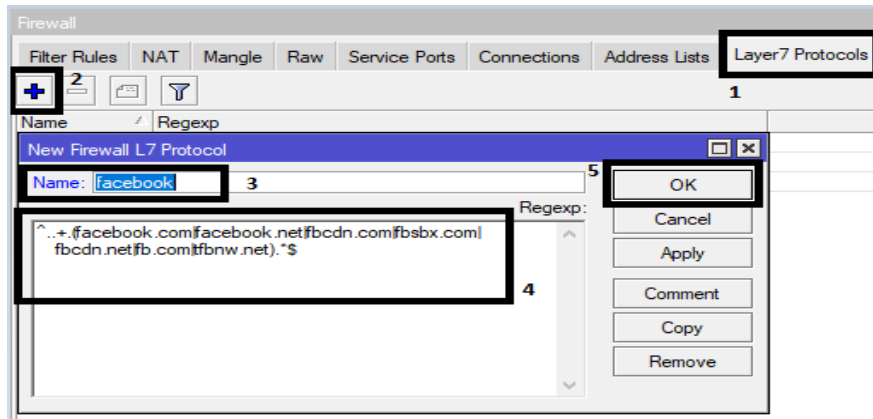 Firewall
Filter Rules NAT Mangle Raw Service Ports Connections Address Lists Layer7 Protocols
2
1
Name Regexp
New Firewall L7 Protocol
Name: facebook 3
5
OK
Regexp:
Cancel
^..+.(facebook.com|facebook.net|fbcdn.com|fbsbx.com|
fbcdn.net|fb.com|tfbnw.net).*$
Apply
4
Comment
Copy
Remove